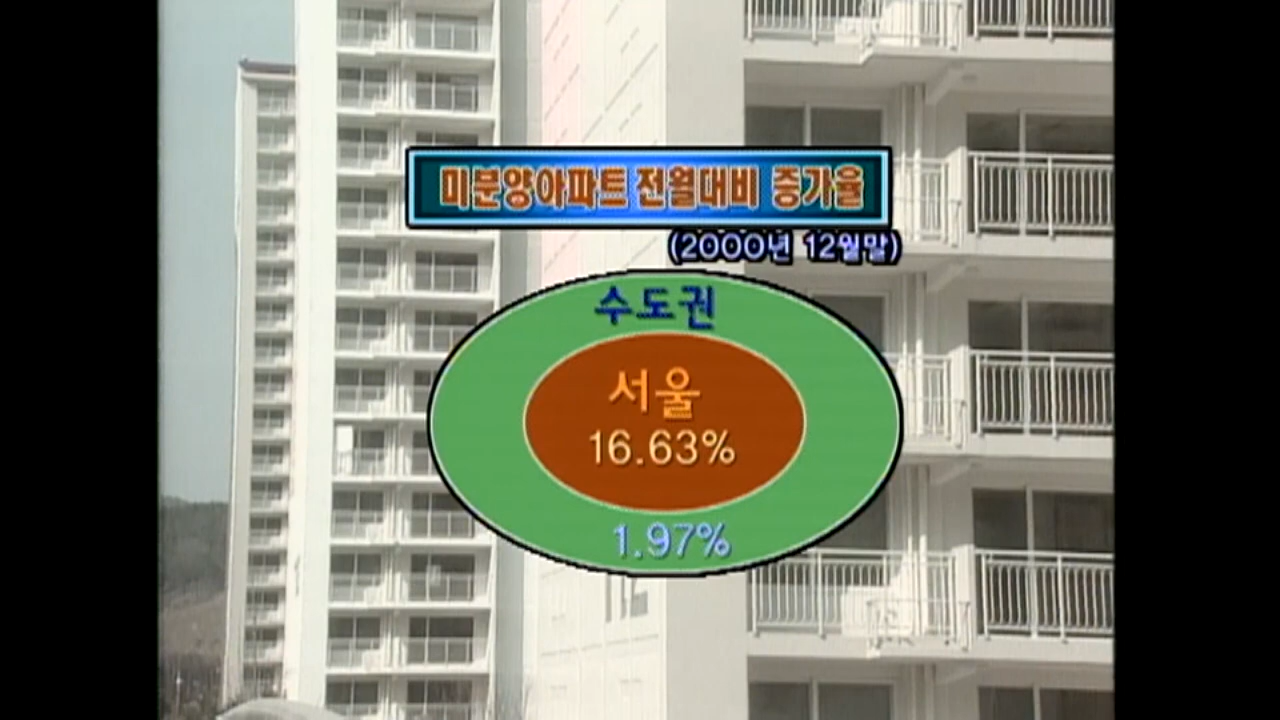 미분양아파트 전월대비 증가율
(2000년 12월말)
수도권
서울
16.63%
1.97%